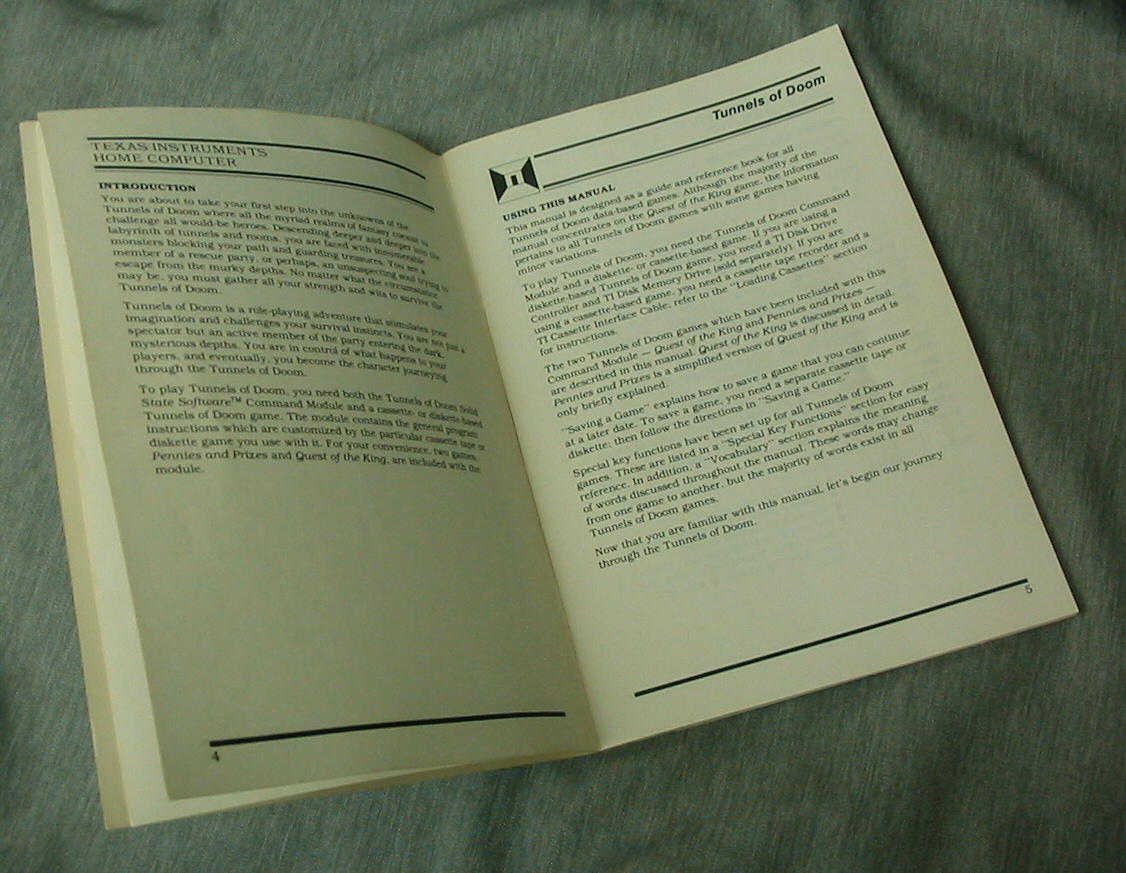 TEXAS INSTRUMENTS
HOME COMPUTER
INTRODUCTION
You are about to take your first step into the unknowns of the
Tunnels of Doom where all the myriad realms of fantasy coexist to
challenge all would-be heroes. Descending deeper and deeper into the
labyrinth of tunnels and rooms, you are faced with innumerable
monsters blocking your path and guarding treasures. You are a
member of a rescue party, or perhaps, an unsuspecting soul trying to
escape from the murky depths. No matter what the circumstance
may be, you must gather all your strength and wits to survive the
Tunnels of Doom.
Tunnels of Doom is a role-playing adventure that stimulates your
imagination and challenges your survival instincts. You are not just a
spectator but an active member of the party entering the dark,
mysterious depths. You are in control of what happens to your
players, and eventually, you become the character journeying
through the Tunnels of Doom.
To play Tunnels of Doom, you need both the Tunnels of Doom Solid
State Software™ Command Module and a cassette- or diskette-based
Tunnels of Doom game. The module contains the general program
instructions which are customized by the particular cassette tape or
diskette game you use with it. For your convenience, two games,
Pennies and Prizes and Quest of the King, are included with the
module.
4
Tunnels of Doom
USING THIS MANUAL
This manual is designed as a guide and reference book for all
Tunnels of Doom data-based games. Although the majority of the
manual concentrates on the Quest of the King game, the information
pertains to all Tunnels of Doom games with some games having
minor variations.
To play Tunnels of Doom, you need the Tunnels of Doom Command
Module and a diskette- or cassette-based game. If you are using a
diskette-based Tunnels of Doom game, you need a TI Disk Drive
Controller and TI Disk Memory Drive (sold separately). If you are
using a cassette-based game, you need a cassette tape recorder and a
TI Cassette Interface Cable; refer to the "Loading Cassettes" section
for instructions.
The two Tunnels of Doom games which have been included with this
Command Module — Quest of the King and Pennies and Prizes —
are described in this manual. Quest of the King is discussed in detail.
Pennies and Prizes is a simplified version of Quest of the King and is
only briefly explained.
"Saving a Game" explains how to save a game that you can continue
at a later date. To save a game, you need a separate cassette tape or
diskette; then follow the directions in "Saving a Game."
Special key functions have been set up for all Tunnels of Doom
games. These are listed in a "Special Key Functions" section for easy
reference. In addition, a "Vocabulary" section explains the meaning
of words discussed throughout the manual. These words may change
from one game to another, but the majority of words exist in all
Tunnels of Doom games.
Now that you are familiar with this manual, let's begin our journey
through the Tunnels of Doom.
5